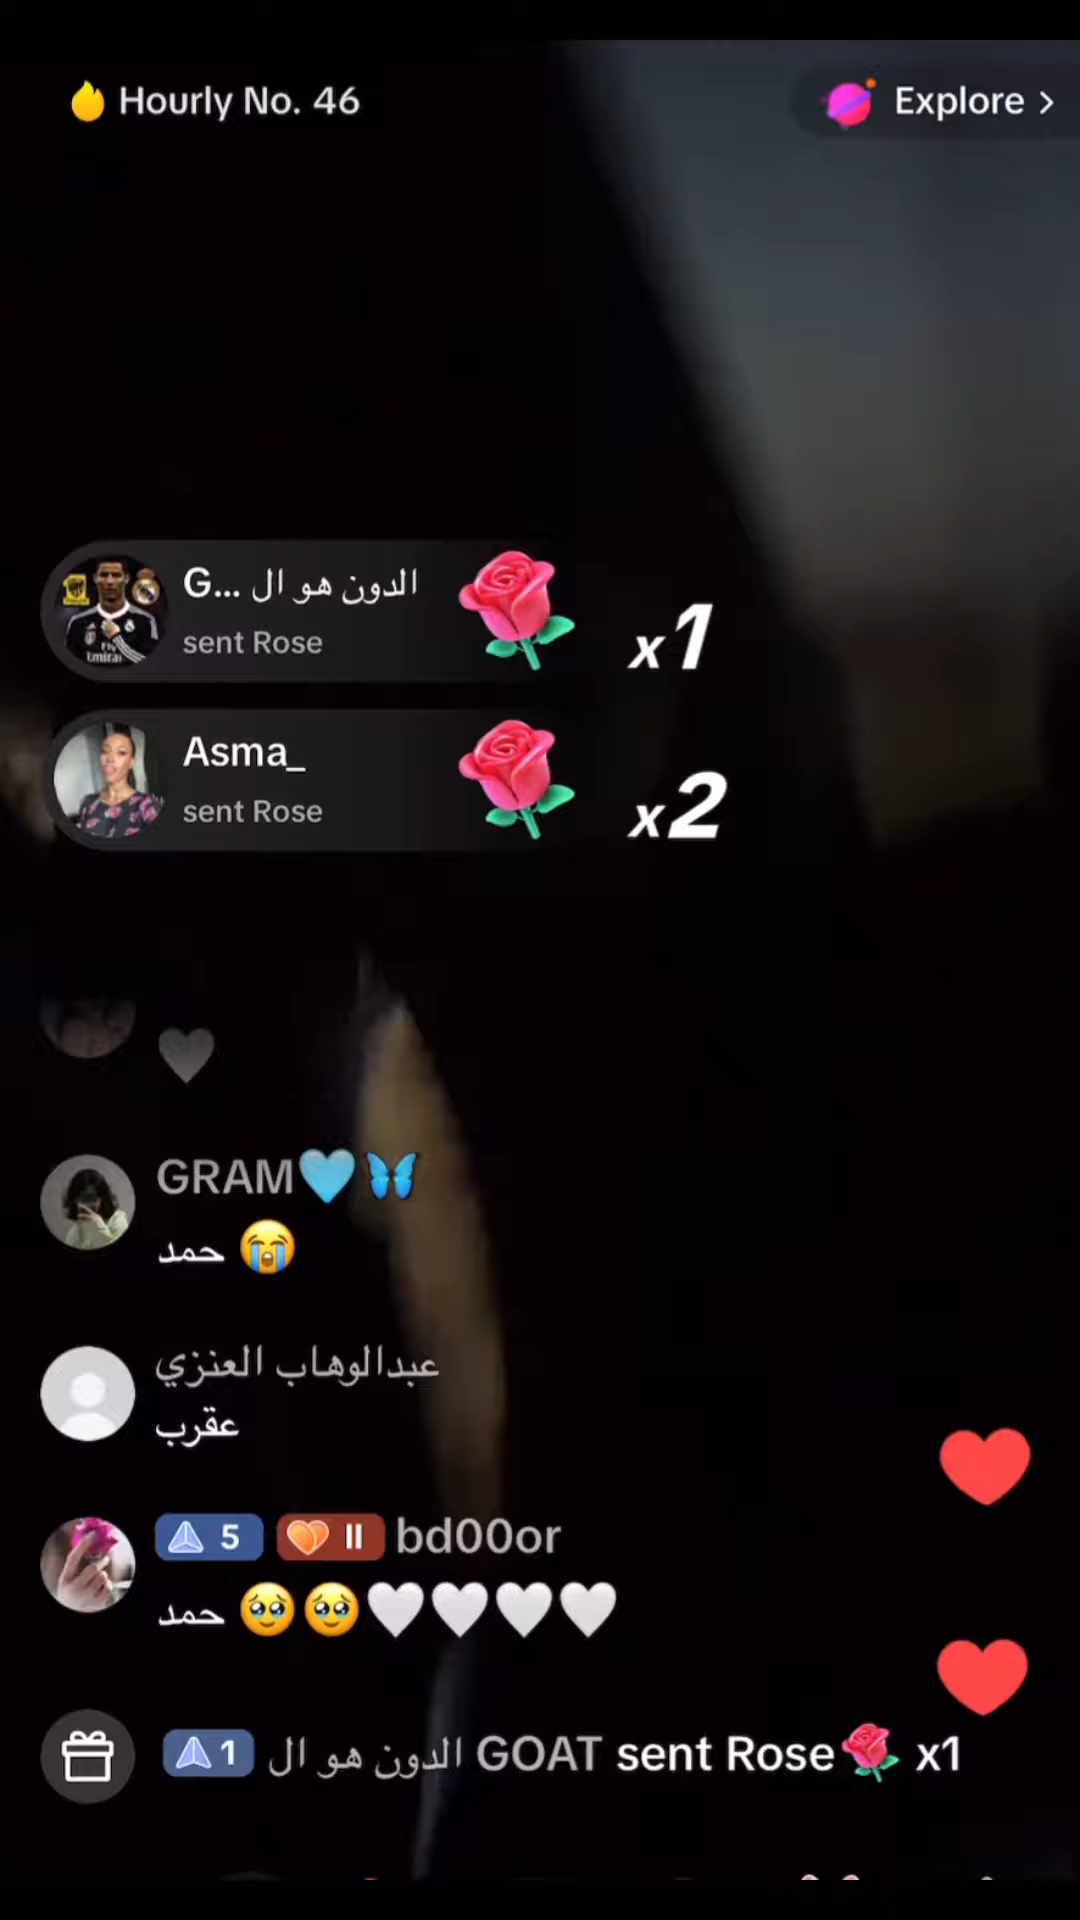 Hourly No. 46
Explore >
الدون هو ال ...G
sent Rose
x1
Asma_
sent Rose
x2
GRAM🩵🦋
حمد 😭
عبدالوهاب العنزي
عقرب
5 II bd00or
حمد 🥹🥹🤍🤍🤍🤍
1 الدون هو ال GOAT sent Rose🌹 x1